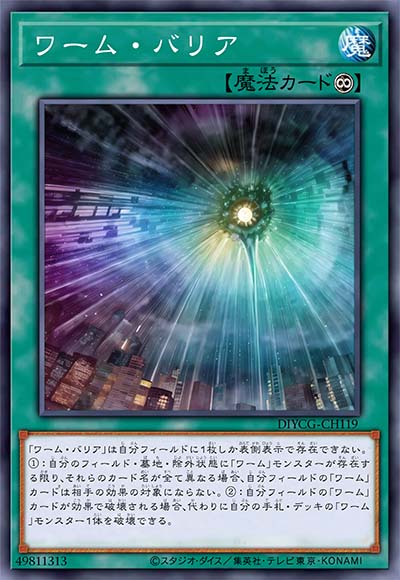 ワーム・バリア
魔
【魔法カード∞】
DIYCG-CH119
「ワーム・バリア」は自分フィールドに1枚しか表側表示で存在できない。
①：自分のフィールド・墓地・除外状態に「ワーム」モンスターが存在す
る限り、それらのカード名が全て異なる場合、自分フィールドの「ワーム」
カードは相手の効果の対象にならない。②：自分フィールドの「ワーム」
カードが効果で破壊される場合、代わりに自分の手札・デッキの「ワー
ム」モンスター1体を破壊できる。
49811313
©スタジオ・ダイス／集英社・テレビ東京・KONAMI